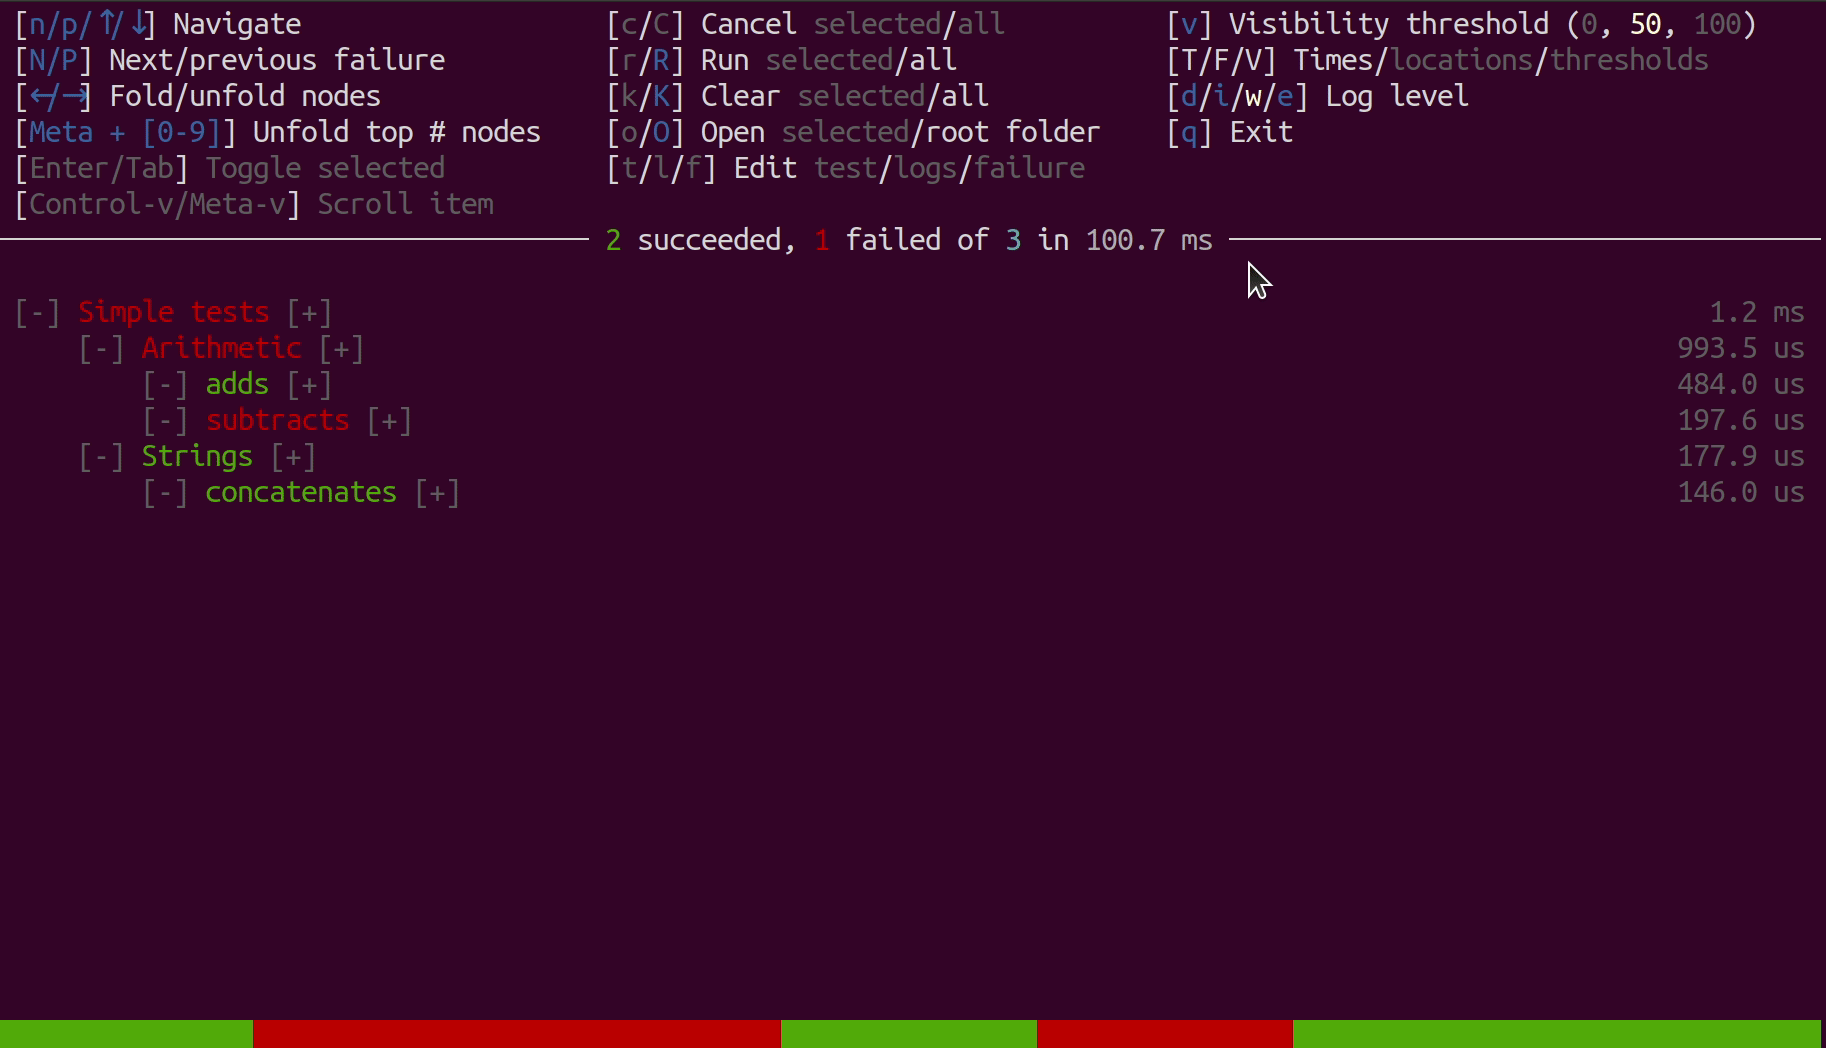 [n/p/↑/↓] Navigate [c/C] Cancel selected/all [v] Visibility threshold (0, 50, 100)
[N/P] Next/previous failure [r/R] Run selected/all [T/F/V] Times/locations/thresholds
[←/→] Fold/unfold nodes [k/K] Clear selected/all [d/i/w/e] Log level
[Meta + [0-9]] Unfold top # nodes [o/O] Open selected/root folder [q] Exit
[Enter/Tab] Toggle selected [t/l/f] Edit test/logs/failure
[Control-v/Meta-v] Scroll item
2 succeeded, 1 failed of 3 in 100.7 ms
[-] Simple tests [+] 1.2 ms
[-] Arithmetic [+] 993.5 us
[-] adds [+] 484.0 us
[-] subtracts [+] 197.6 us
[-] Strings [+] 177.9 us
[-] concatenates [+] 146.0 us